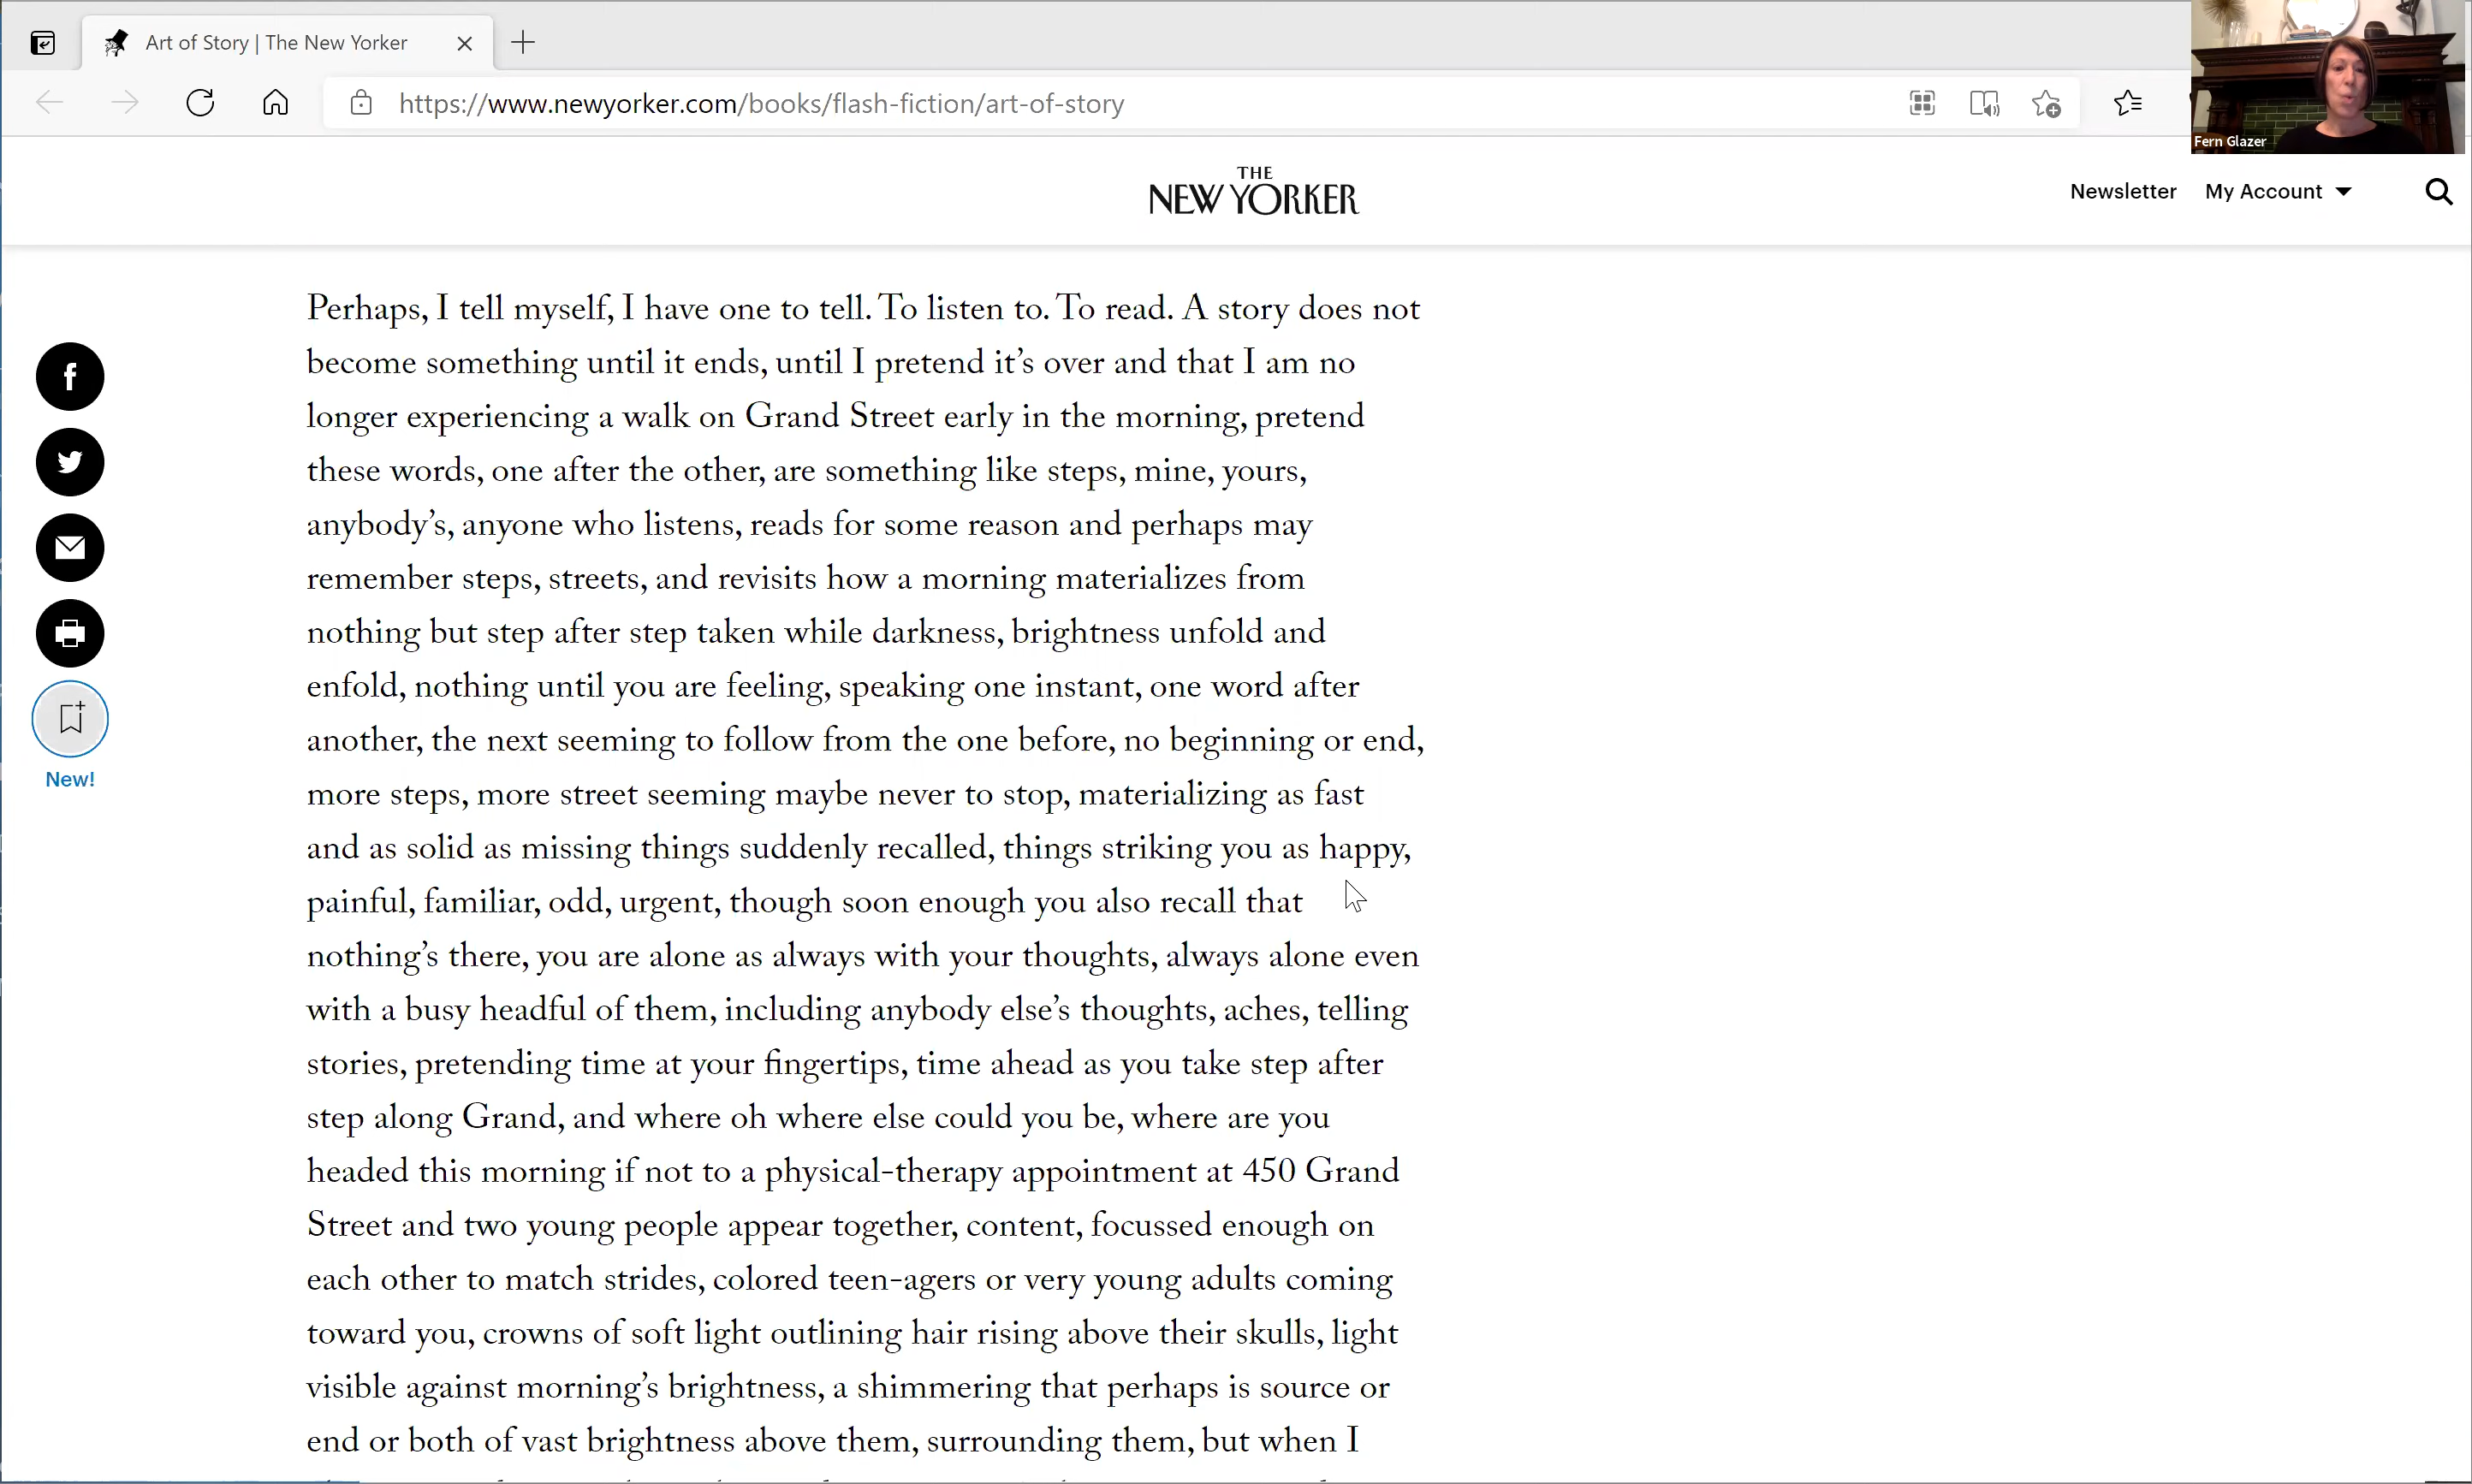 Art of Story | The New Yorker
https://www.newyorker.com/books/flash-fiction/art-of-story
Fern Glazer
THE
NEW YORKER
Newsletter
My Account
Perhaps, I tell myself, I have one to tell. To listen to. To read. A story does not
become something until it ends, until I pretend it’s over and that I am no
longer experiencing a walk on Grand Street early in the morning, pretend
these words, one after the other, are something like steps, mine, yours,
anybody’s, anyone who listens, reads for some reason and perhaps may
remember steps, streets, and revisits how a morning materializes from
nothing but step after step taken while darkness, brightness unfold and
enfold, nothing until you are feeling, speaking one instant, one word after
another, the next seeming to follow from the one before, no beginning or end,
more steps, more street seeming maybe never to stop, materializing as fast
and as solid as missing things suddenly recalled, things striking you as happy,
painful, familiar, odd, urgent, though soon enough you also recall that
nothing’s there, you are alone as always with your thoughts, always alone even
with a busy headful of them, including anybody else’s thoughts, aches, telling
stories, pretending time at your fingertips, time ahead as you take step after
step along Grand, and where oh where else could you be, where are you
headed this morning if not to a physical-therapy appointment at 450 Grand
Street and two young people appear together, content, focussed enough on
each other to match strides, colored teen-agers or very young adults coming
toward you, crowns of soft light outlining hair rising above their skulls, light
visible against morning’s brightness, a shimmering that perhaps is source or
end or both of vast brightness above them, surrounding them, but when I
New!